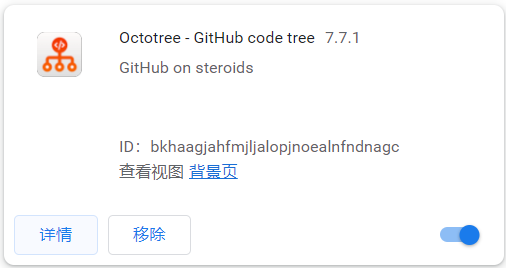 Octotree - GitHub code tree 7.7.1
GitHub on steroids
ID：bkhaagjahfmjljalopjnoealnfndnagc
查看视图 背景页
详情 移除